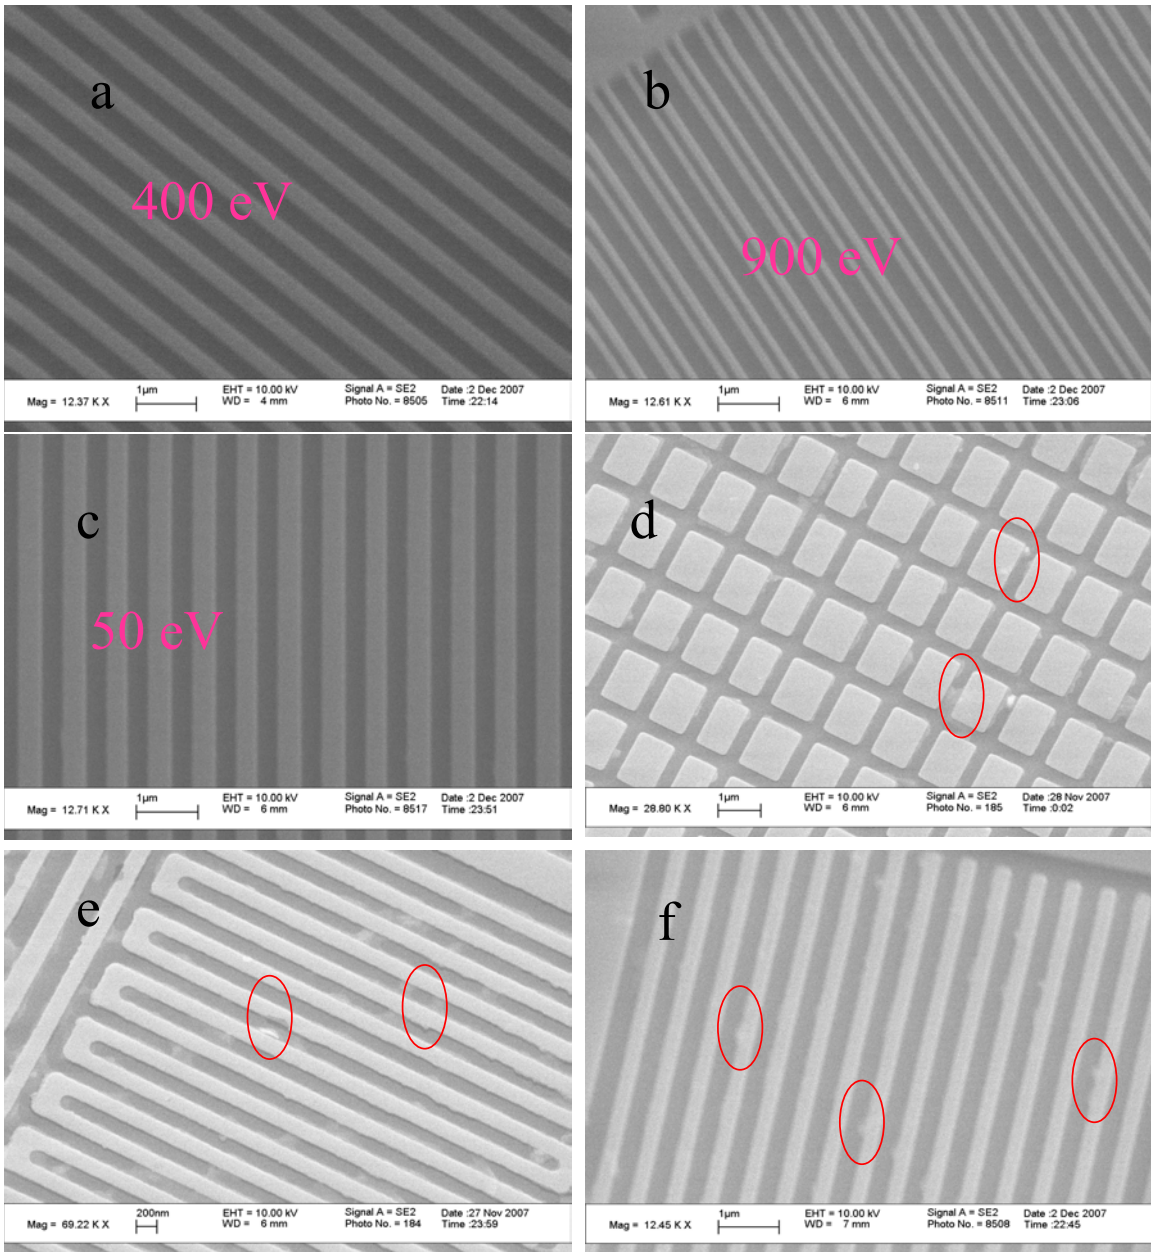 a
400 eV
Mag = 12.37 K X
1µm
EHT = 10.00 kV
WD = 4 mm
Signal A = SE2
Photo No. = 8505
Date :2 Dec 2007
Time :22:14
b
900 eV
Mag = 12.61 K X
1µm
EHT = 10.00 kV
WD = 6 mm
Signal A = SE2
Photo No. = 8511
Date :2 Dec 2007
Time :23:06
c
50 eV
Mag = 12.71 K X
1µm
EHT = 10.00 kV
WD = 6 mm
Signal A = SE2
Photo No. = 8517
Date :2 Dec 2007
Time :23:51
d
Mag = 28.80 K X
1µm
EHT = 10.00 kV
WD = 6 mm
Signal A = SE2
Photo No. = 185
Date :28 Nov 2007
Time :0:02
e
Mag = 69.22 K X
200nm
EHT = 10.00 kV
WD = 6 mm
Signal A = SE2
Photo No. = 184
Date :27 Nov 2007
Time :23:59
f
Mag = 12.45 K X
1µm
EHT = 10.00 kV
WD = 7 mm
Signal A = SE2
Photo No. = 8508
Date :2 Dec 2007
Time :22:45